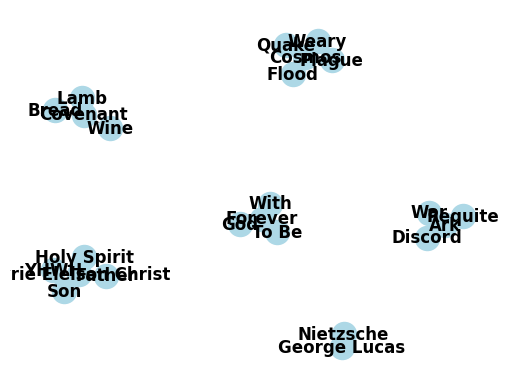 Weary
Quake
Cosmos
Plague
Flood
Lamb
Bread
Covenant
Wine
With
War
Requite
Forever
God
Ark
To Be
Discord
Holy Spirit
YHWH
rie Eleison Christ
Father
Son
Nietzsche
George Lucas